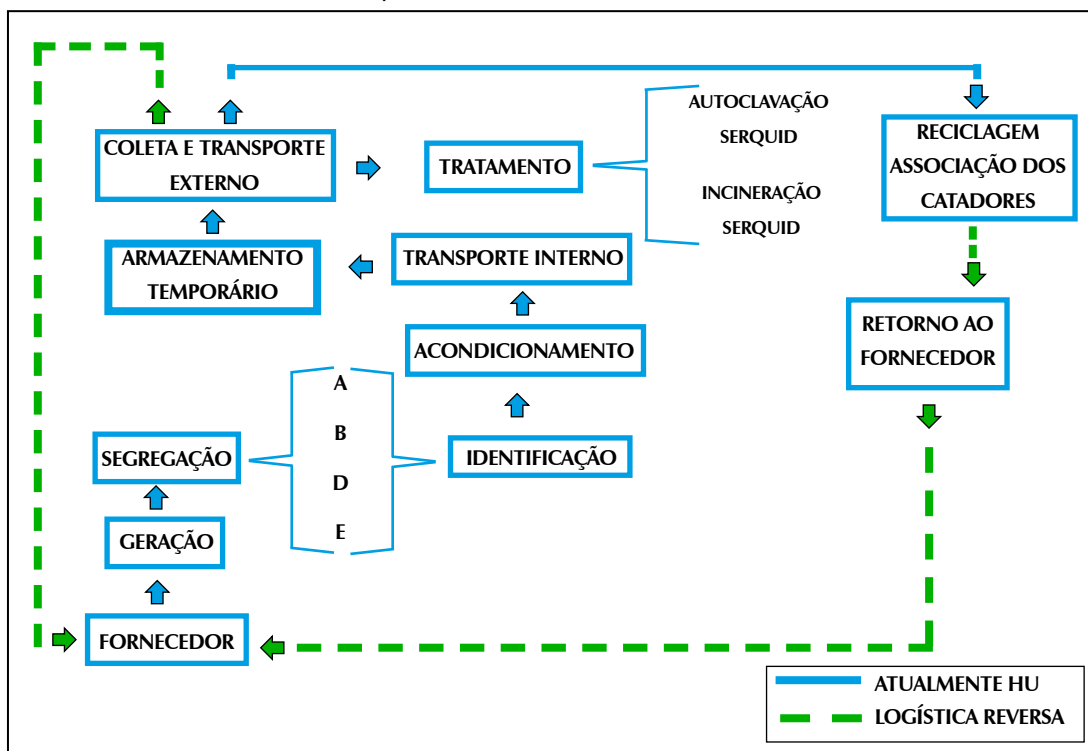 COLETA E TRANSPORTE
EXTERNO
TRATAMENTO
AUTOCLAVAÇÃO
SERQUID
INCINERAÇÃO
SERQUID
RECICLAGEM
ASSOCIAÇÃO DOS
CATADORES
ARMAZENAMENTO
TEMPORÁRIO
TRANSPORTE INTERNO
RETORNO AO
FORNECEDOR
ACONDICIONAMENTO
A
B
D
E
SEGREGAÇÃO
IDENTIFICAÇÃO
GERAÇÃO
FORNECEDOR
ATUALMENTE HU
LOGÍSTICA REVERSA